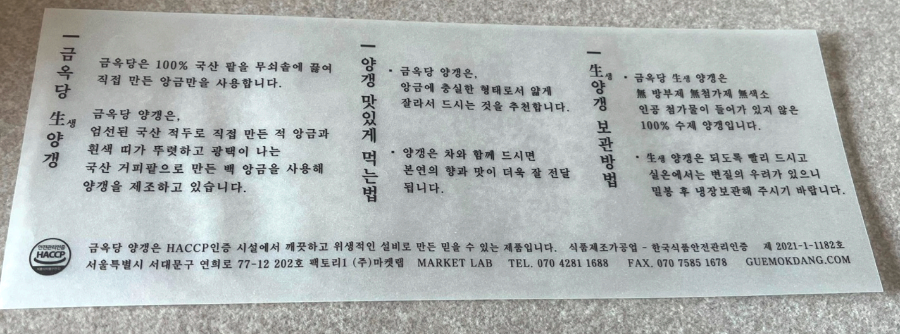 금옥당 生생 양갱
금옥당은 100% 국산 팥을 무쇠솥에 끓여
직접 만든 앙금만을 사용합니다.
금옥당 양갱은,
엄선된 국산 적두로 직접 만든 적 앙금과
흰색 띠가 뚜렷하고 광택이 나는
국산 거피팥으로 만든 백 앙금을 사용해
양갱을 제조하고 있습니다.
양갱 맛있게 먹는법
• 금옥당 양갱은,
앙금에 충실한 형태로서 얇게
잘라서 드시는 것을 추천합니다.
• 양갱은 차와 함께 드시면
본연의 향과 맛이 더욱 잘 전달
됩니다.
生생양갱 보관방법
• 금옥당 生생 양갱은
無 방부제 無첨가제 無색소
인공 첨가물이 들어가 있지 않은
100% 수제 양갱입니다.
• 生생 양갱은 되도록 빨리 드시고
실온에서는 변질의 우려가 있으니
밀봉 후 냉장보관해 주시기 바랍니다.
안전관리인증
HACCP
금옥당 양갱은 HACCP인증 시설에서 깨끗하고 위생적인 설비로 만든 믿을 수 있는 제품입니다. 식품제조가공업 - 한국식품안전관리인증 제 2021-1-1182호
서울특별시 서대문구 연희로 77-12 202호 팩토리1 (주)마켓랩 MARKET LAB TEL. 070 4281 1688 FAX. 070 7585 1678 GUEMOKDANG.COM